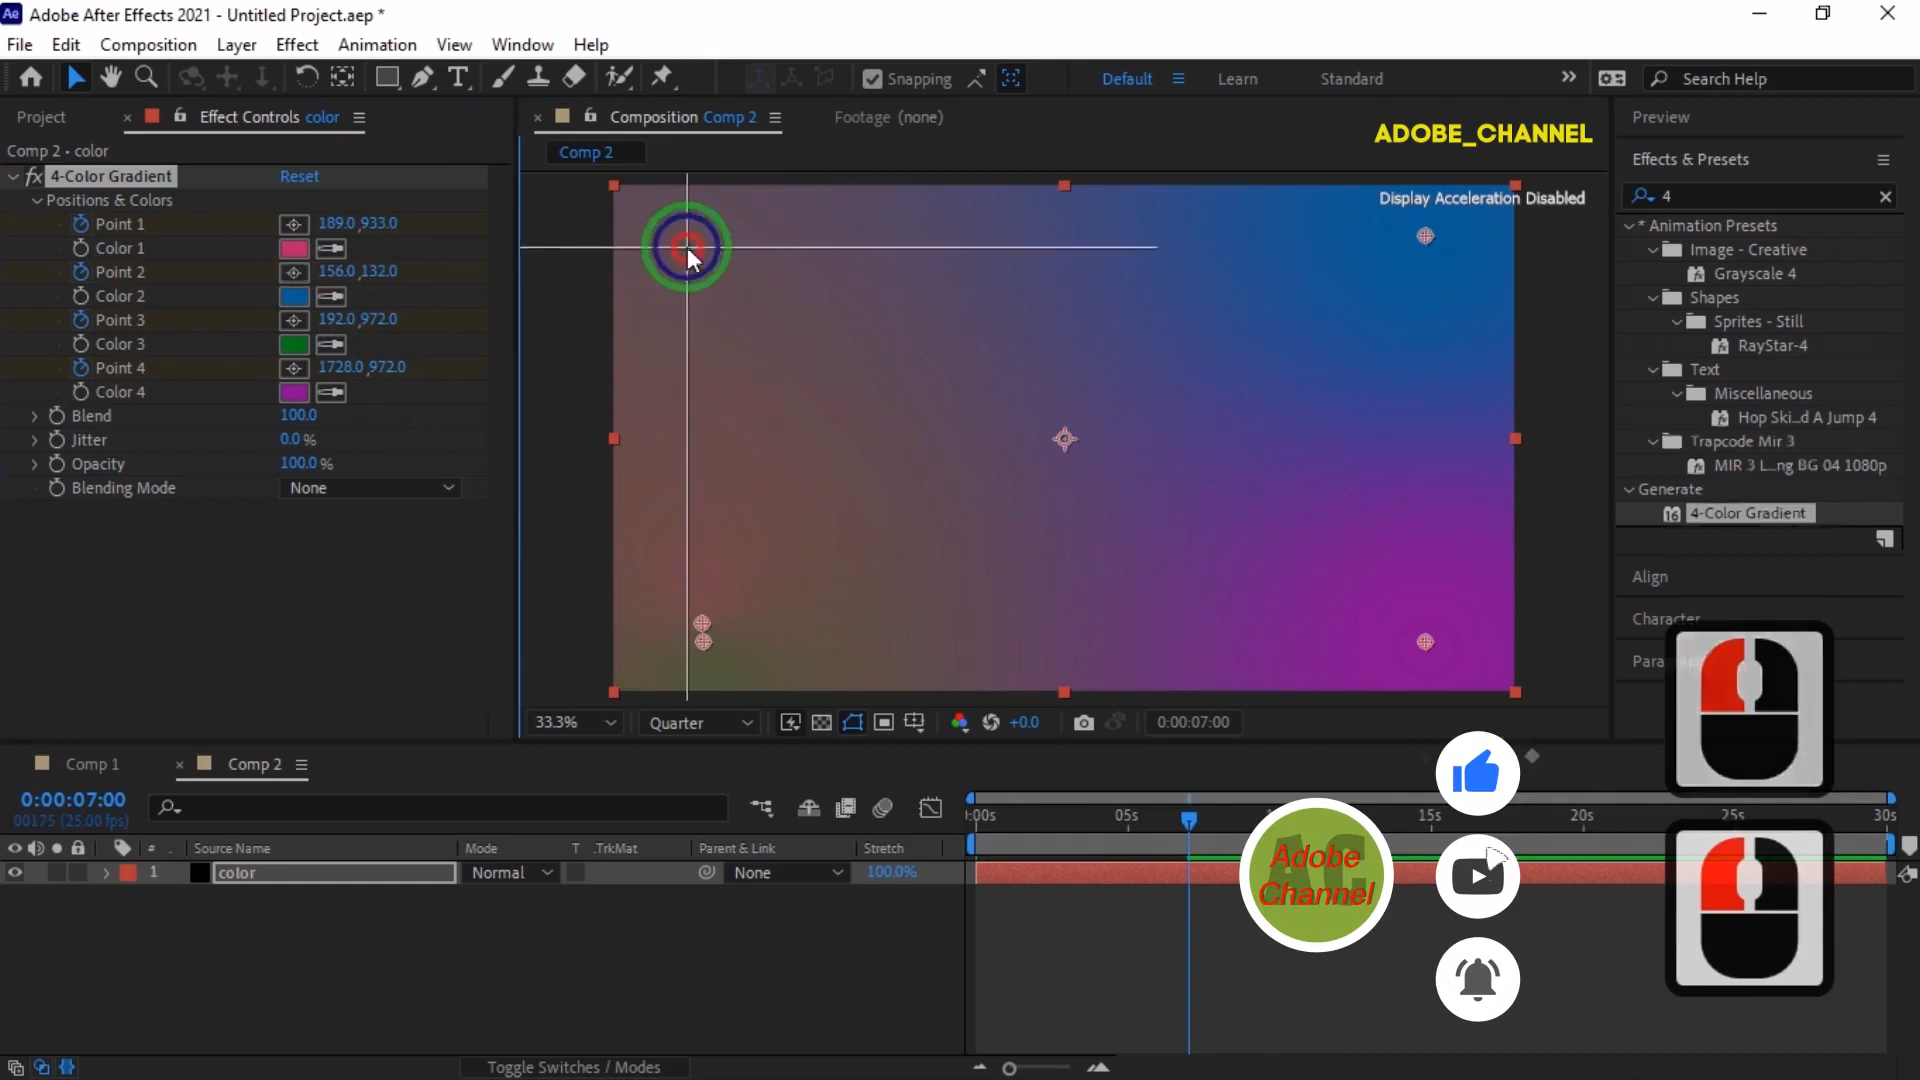 Ae Adobe After Effects 2021 - Untitled Project.aep *
File Edit Composition Layer Effect Animation View Window Help
Snapping Default Learn Standard Search Help
Project Effect Controls color Composition Comp 2 Footage (none) Preview
ADOBE_CHANNEL
Comp 2 • color
Comp 2
Effects & Presets
fx 4-Color Gradient Reset
Display Acceleration Disabled
4
Positions & Colors
Point 1 189.0,933.0
Color 1
Point 2 156.0,132.0
Color 2
Point 3 192.0,972.0
Color 3
Point 4 1728.0,972.0
Color 4
Blend 100.0
Jitter 0.0 %
Opacity 100.0 %
Blending Mode None
* Animation Presets
Image - Creative
Grayscale 4
Shapes
Sprites - Still
RayStar-4
Text
Miscellaneous
Hop Ski...d A Jump 4
Trapcode Mir 3
MIR 3 L...ng BG 04 1080p
Generate
16 4-Color Gradient
Align
Character
Para
33.3% Quarter +0.0 0:00:07:00
Comp 1 Comp 2
0:00:07:00
00175 (25.00 fps)
:00s 05s 15s 20s 25s 30s
# Source Name Mode T .TrkMat Parent & Link Stretch
1 color Normal None 100.0%
AC
Adobe
Channel
Toggle Switches / Modes